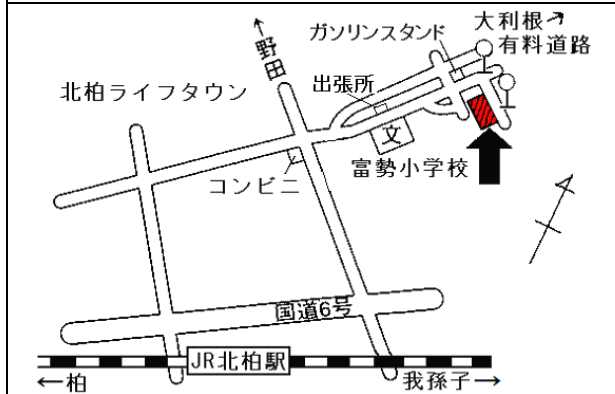 大利根↗
有料道路
ガソリンスタンド
←野田
出張所
北柏ライフタウン
文
富勢小学校
コンビニ
国道6号
JR北柏駅
←柏
我孫子→